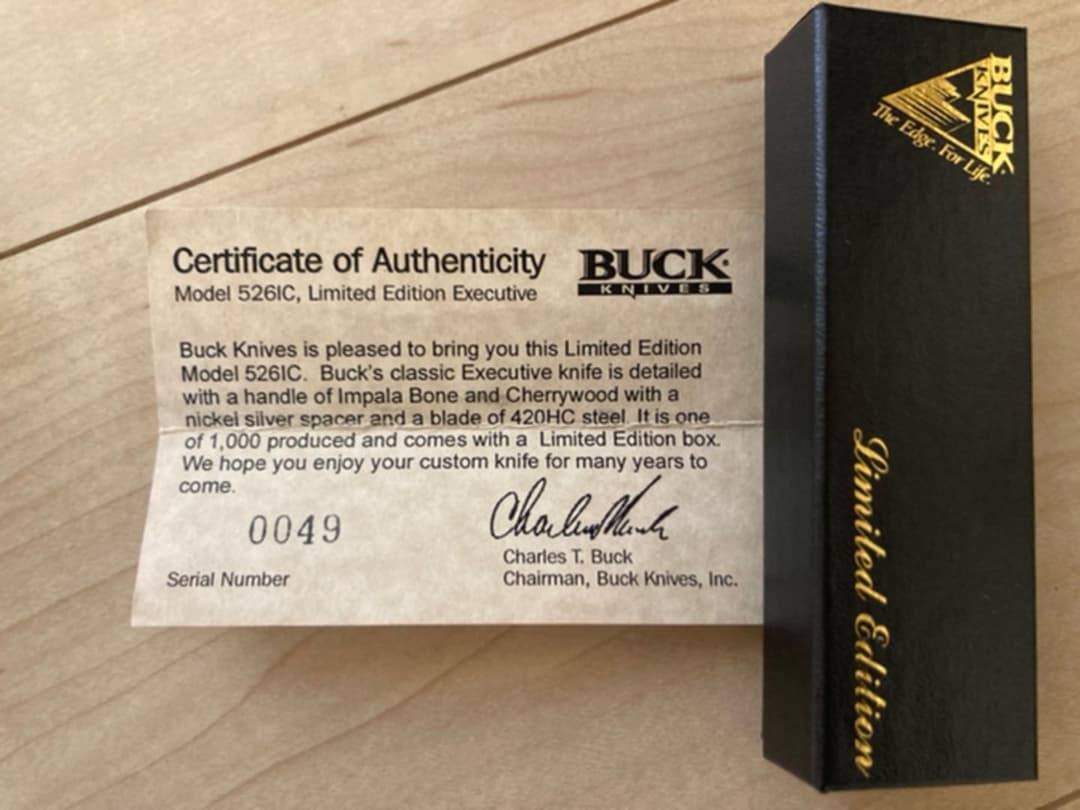 Certificate of Authenticity
Model 526IC, Limited Edition Executive
BUCK
KNIVES
Buck Knives is pleased to bring you this Limited Edition
Model 526IC. Buck's classic Executive knife is detailed
with a handle of Impala Bone and Cherrywood with a
nickel silver spacer and a blade of 420HC steel. It is one
of 1,000 produced and comes with a Limited Edition box.
We hope you enjoy your custom knife for many years to
come.
0049
Serial Number
Charles T. Buck
Chairman, Buck Knives, Inc.
BUCK
KNIVES
The Edge. For Life.
Limited Edition